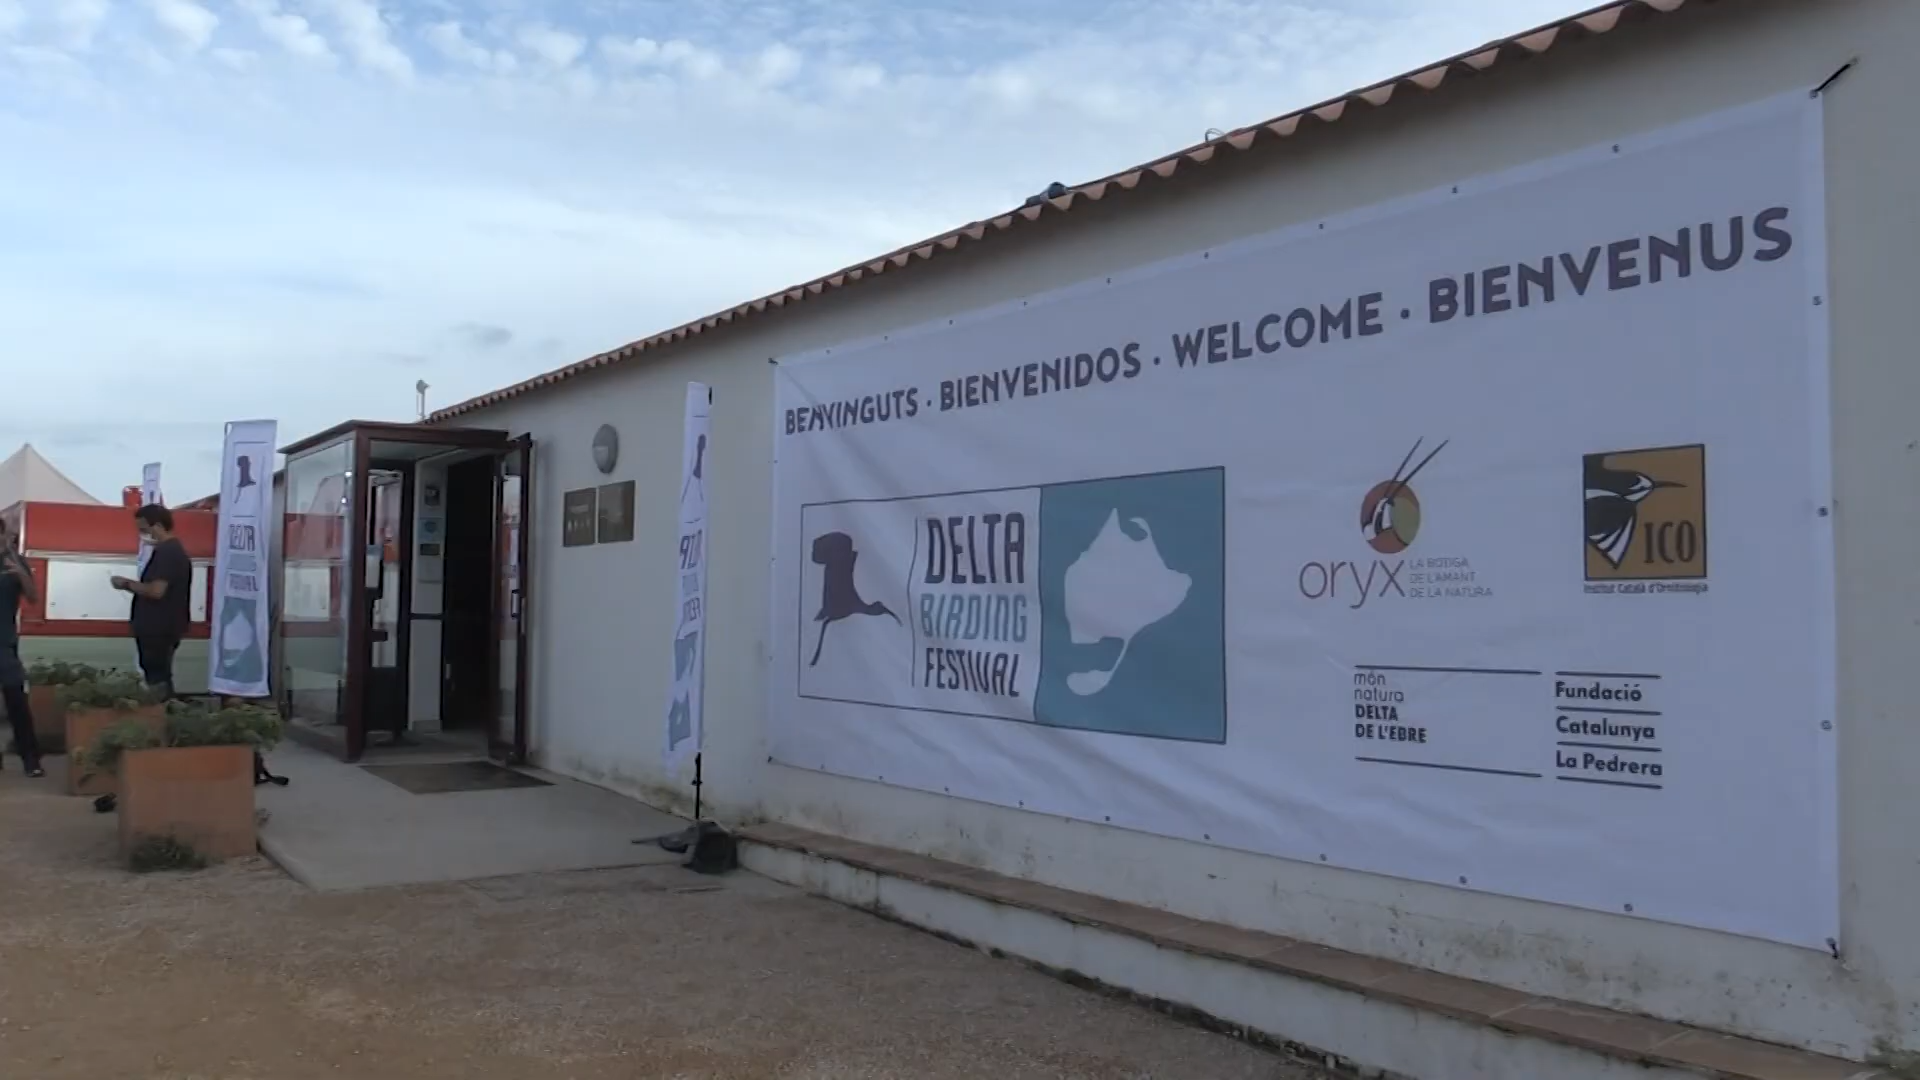 BENVINGUTS · BIENVENIDOS · WELCOME · BIENVENUS
DELTA
BIRDING
FESTIVAL
oryx
LA BOTIGA
DE L'AMANT
DE LA NATURA
ICO
Institut Català d'Ornitologia
món
natura
DELTA
DE L'EBRE
Fundació
Catalunya
La Pedrera